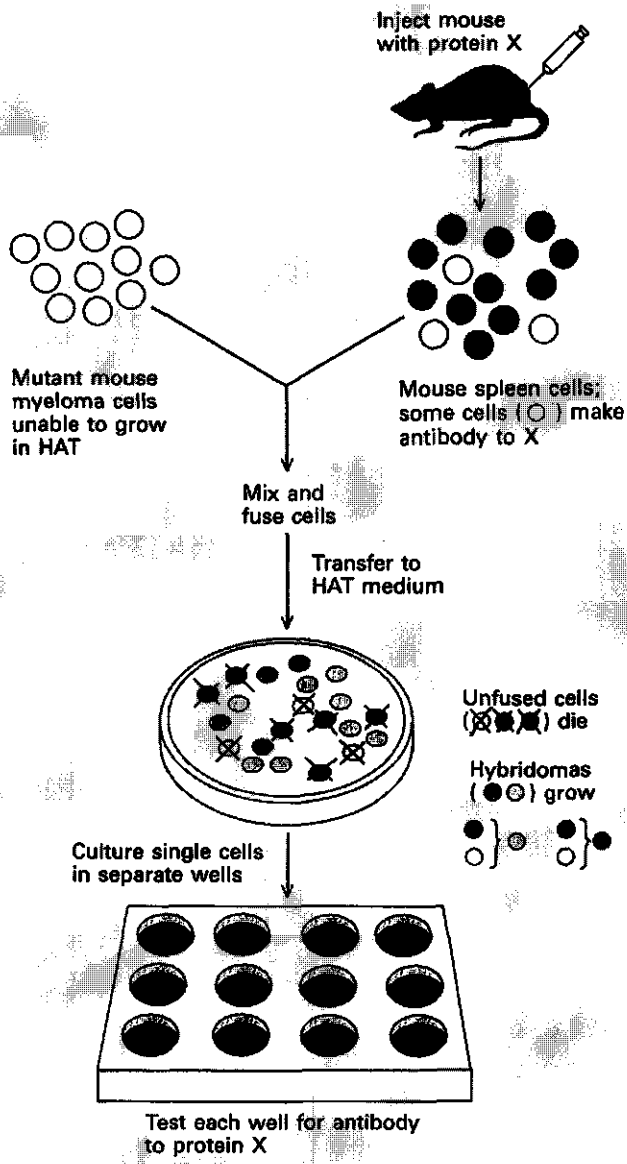 Inject mouse
with protein X
Mutant mouse
myeloma cells
unable to grow
in HAT
Mouse spleen cells;
some cells ( ) make
antibody to X
Mix and
fuse cells
Transfer to
HAT medium
Unfused cells
( ) die
Hybridomas
( ) grow
Culture single cells
in separate wells
Test each well for antibody
to protein X